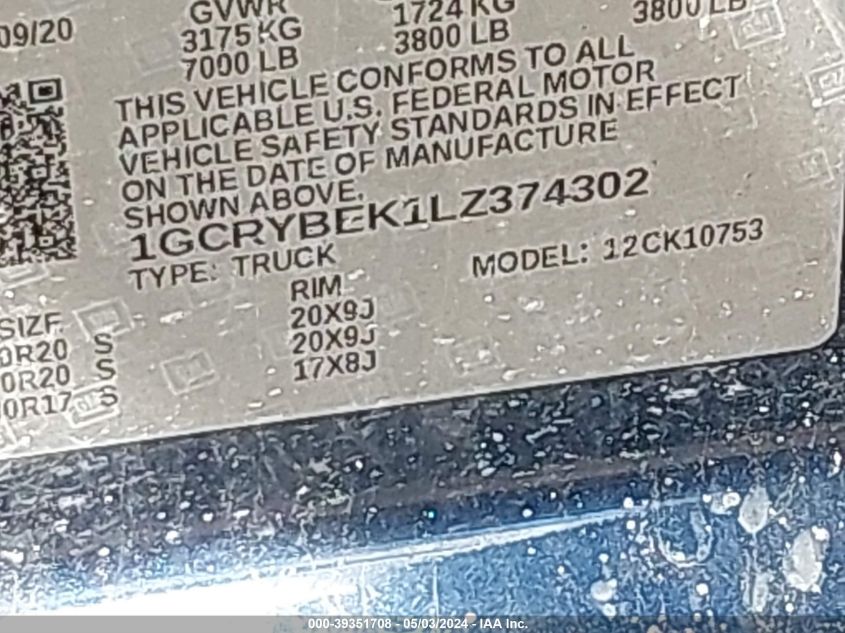 09/20
GVWR
3175 KG
7000 LB
1724 KG
3800 LB
3800 LB
THIS VEHICLE CONFORMS TO ALL
APPLICABLE U.S. FEDERAL MOTOR
VEHICLE SAFETY STANDARDS IN EFFECT
ON THE DATE OF MANUFACTURE
SHOWN ABOVE.
1GCRYBEK1LZ374302
TYPE: TRUCK
MODEL: 12CK10753
SIZE RIM
0R20 S 20X9J
0R20 S 20X9J
0R17 S 17X8J
000-39351708 - 05/03/2024 - IAA Inc.